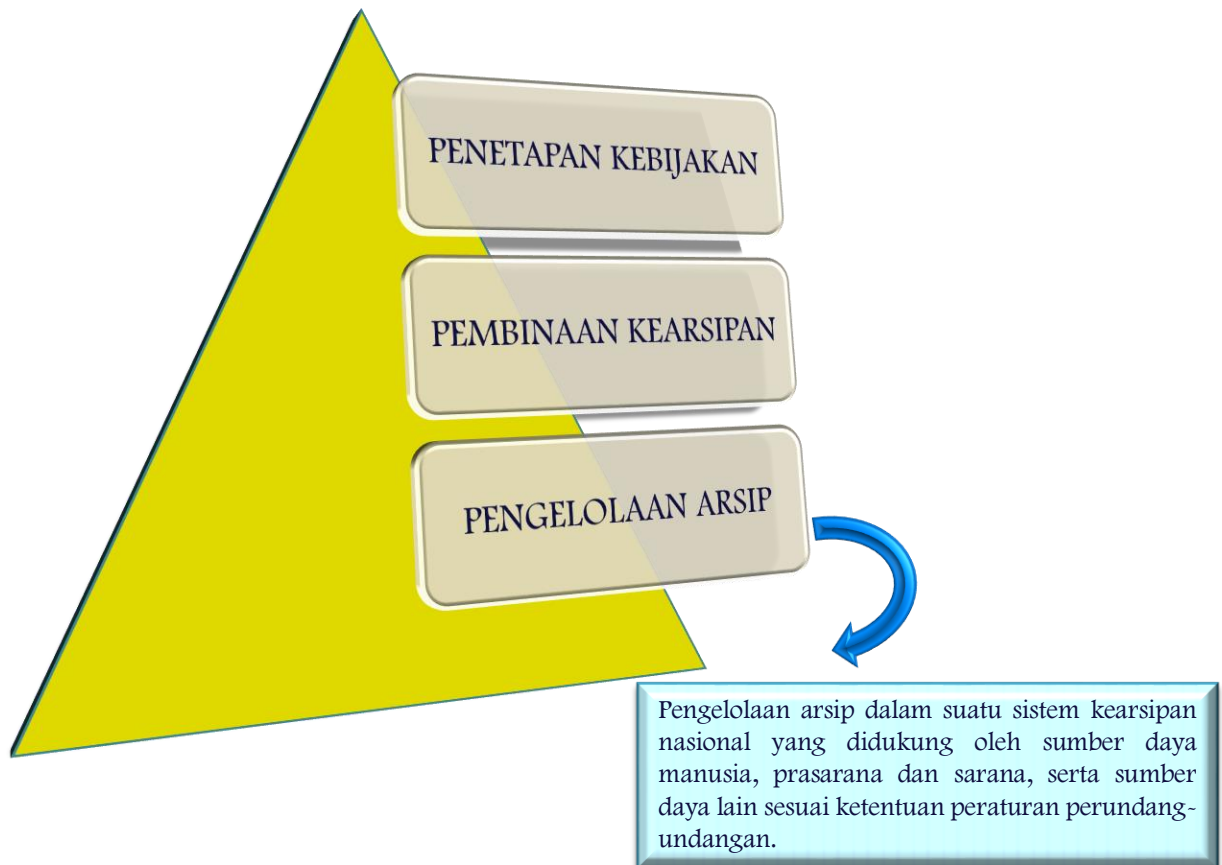 PENETAPAN KEBIJAKAN
PEMBINAAN KEARSIPAN
PENGELOLAAN ARSIP
Pengelolaan arsip dalam suatu sistem kearsipan
nasional yang didukung oleh sumber daya
manusia, prasarana dan sarana, serta sumber
daya lain sesuai ketentuan peraturan perundang-
undangan.